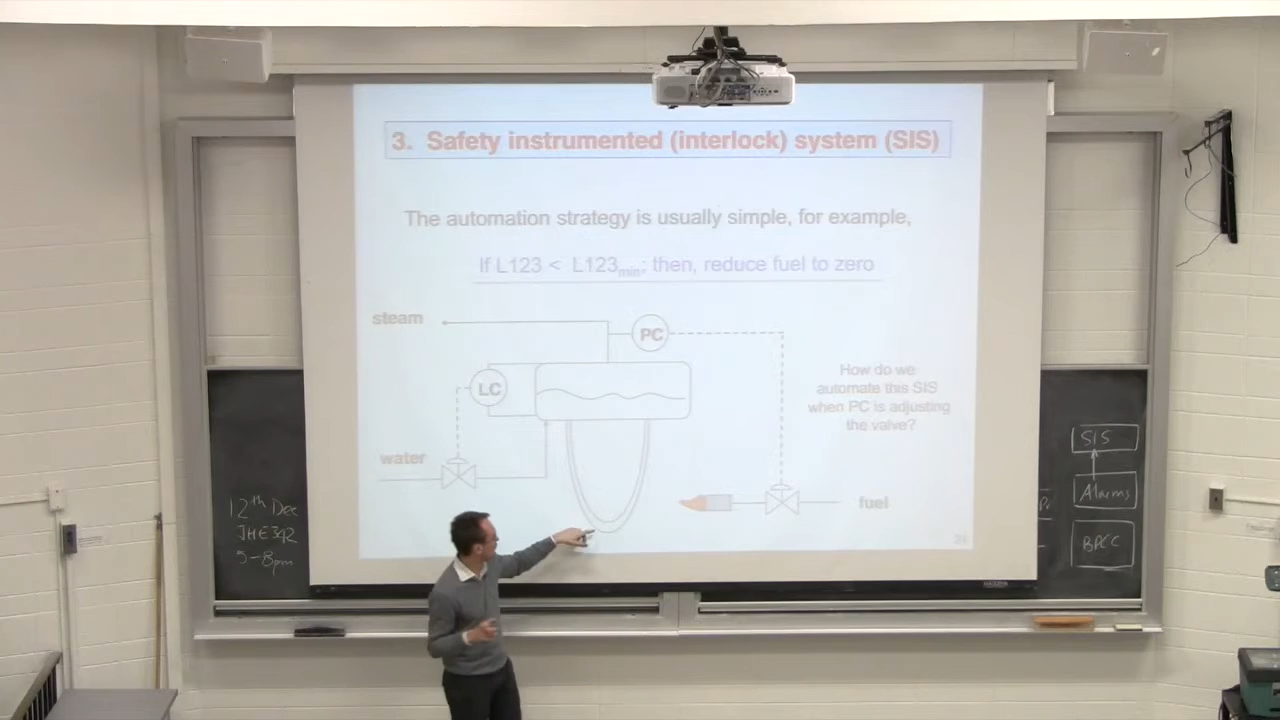 3. Safety instrumented (interlock) system (SIS)
The automation strategy is usually simple, for example,
If L123 < L123min; then, reduce fuel to zero
steam
PC
LC
How do we
automate this SIS
when PC is adjusting
the valve?
water
fuel
12th Dec
JHE342
5-8pm
SIS
Alarms
BPCC